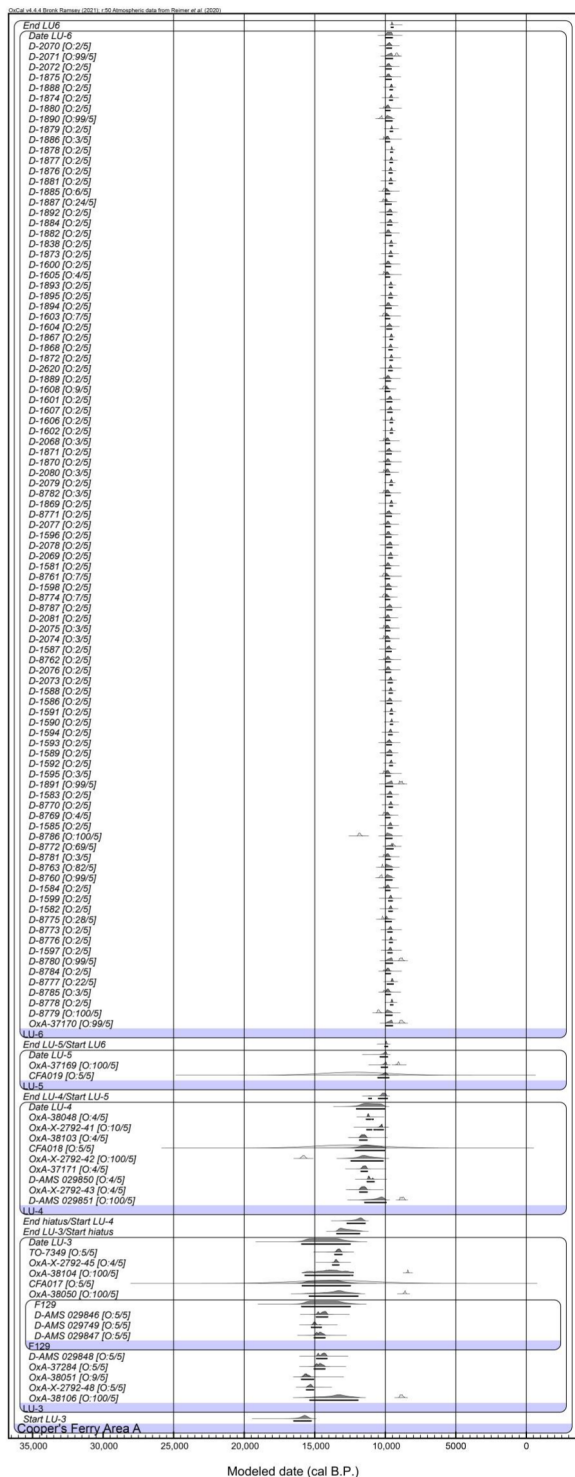 OxCal v4.4.4 Bronk Ramsey (2021); r:50 Atmospheric data from Reimer et al. (2020)
End LU6
Date LU-6
D-2070 [O:2/5]
D-2071 [O:99/5]
D-2072 [O:2/5]
D-1875 [O:2/5]
D-1888 [O:2/5]
D-1874 [O:2/5]
D-1880 [O:2/5]
D-1890 [O:99/5]
D-1879 [O:2/5]
D-1886 [O:3/5]
D-1878 [O:2/5]
D-1877 [O:2/5]
D-1876 [O:2/5]
D-1881 [O:2/5]
D-1885 [O:6/5]
D-1887 [O:24/5]
D-1892 [O:2/5]
D-1884 [O:2/5]
D-1882 [O:2/5]
D-1838 [O:2/5]
D-1873 [O:2/5]
D-1600 [O:2/5]
D-1605 [O:4/5]
D-1893 [O:2/5]
D-1895 [O:2/5]
D-1894 [O:2/5]
D-1603 [O:7/5]
D-1604 [O:2/5]
D-1867 [O:2/5]
D-1868 [O:2/5]
D-1872 [O:2/5]
D-2620 [O:2/5]
D-1889 [O:2/5]
D-1608 [O:9/5]
D-1601 [O:2/5]
D-1607 [O:2/5]
D-1606 [O:2/5]
D-1602 [O:2/5]
D-2068 [O:3/5]
D-1871 [O:2/5]
D-1870 [O:2/5]
D-2080 [O:3/5]
D-2079 [O:2/5]
D-8782 [O:3/5]
D-1869 [O:2/5]
D-8771 [O:2/5]
D-2077 [O:2/5]
D-1596 [O:2/5]
D-2078 [O:2/5]
D-2069 [O:2/5]
D-1581 [O:2/5]
D-8761 [O:7/5]
D-1598 [O:2/5]
D-8774 [O:7/5]
D-8787 [O:2/5]
D-2081 [O:2/5]
D-2075 [O:3/5]
D-2074 [O:3/5]
D-1587 [O:2/5]
D-8762 [O:2/5]
D-2076 [O:2/5]
D-2073 [O:2/5]
D-1588 [O:2/5]
D-1586 [O:2/5]
D-1591 [O:2/5]
D-1590 [O:2/5]
D-1594 [O:2/5]
D-1593 [O:2/5]
D-1589 [O:2/5]
D-1592 [O:2/5]
D-1595 [O:3/5]
D-1891 [O:99/5]
D-1583 [O:2/5]
D-8770 [O:2/5]
D-8769 [O:4/5]
D-1585 [O:2/5]
D-8786 [O:100/5]
D-8772 [O:69/5]
D-8781 [O:3/5]
D-8763 [O:82/5]
D-8760 [O:99/5]
D-1584 [O:2/5]
D-1599 [O:2/5]
D-1582 [O:2/5]
D-8775 [O:28/5]
D-8773 [O:2/5]
D-8776 [O:2/5]
D-1597 [O:2/5]
D-8780 [O:99/5]
D-8784 [O:2/5]
D-8777 [O:22/5]
D-8785 [O:3/5]
D-8778 [O:2/5]
D-8779 [O:100/5]
OxA-37170 [O:99/5]
LU-6
End LU-5/Start LU6
Date LU-5
OxA-37169 [O:100/5]
CFA019 [O:5/5]
LU-5
End LU-4/Start LU-5
Date LU-4
OxA-38048 [O:4/5]
OxA-X-2792-41 [O:10/5]
OxA-38103 [O:4/5]
CFA018 [O:5/5]
OxA-X-2792-42 [O:100/5]
OxA-37171 [O:4/5]
D-AMS 029850 [O:4/5]
OxA-X-2792-43 [O:4/5]
D-AMS 029851 [O:100/5]
LU-4
End hiatus/Start LU-4
End LU-3/Start hiatus
Date LU-3
TO-7349 [O:5/5]
OxA-X-2792-45 [O:4/5]
OxA-38104 [O:100/5]
CFA017 [O:5/5]
OxA-38050 [O:100/5]
F129
D-AMS 029846 [O:5/5]
D-AMS 029749 [O:5/5]
D-AMS 029847 [O:5/5]
F129
D-AMS 029848 [O:5/5]
OxA-37284 [O:5/5]
OxA-38051 [O:9/5]
OxA-X-2792-48 [O:5/5]
OxA-38106 [O:100/5]
LU-3
Start LU-3
Cooper's Ferry Area A
35,000 30,000 25,000 20,000 15,000 10,000 5000 0
Modeled date (cal B.P.)